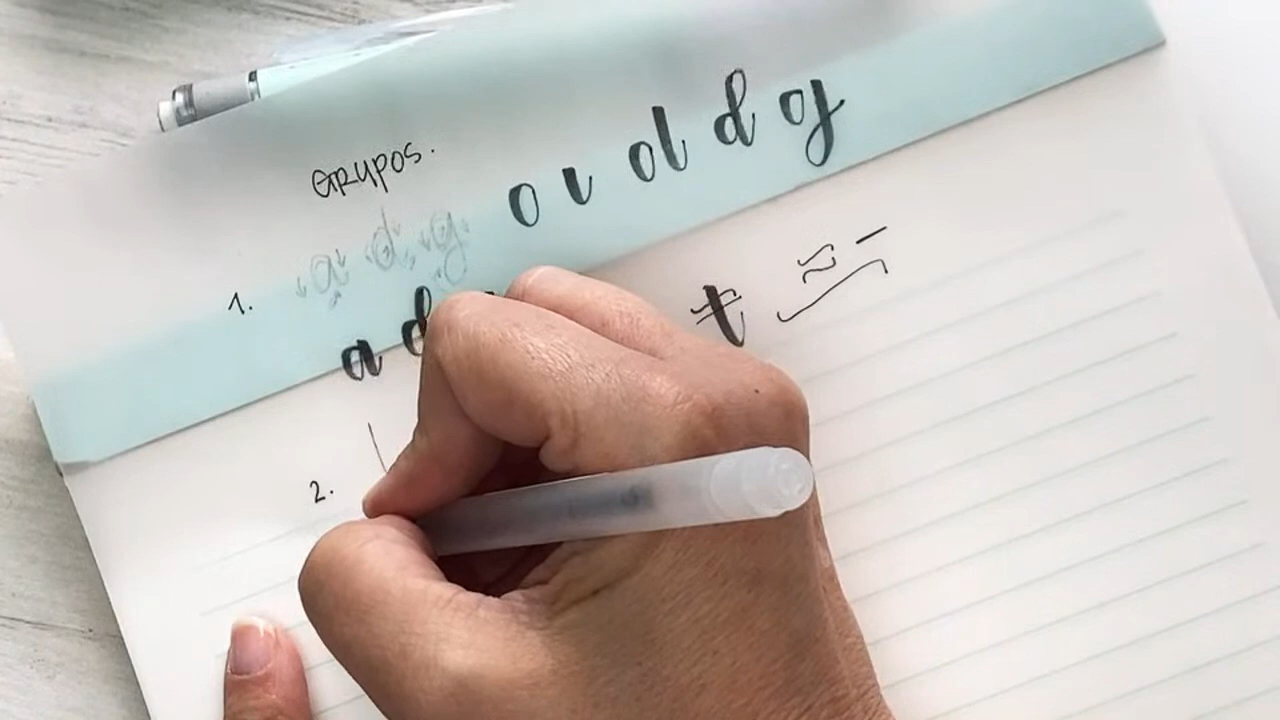 GRUPOS.
o ι ol d g
1. a d g
a d t
2.